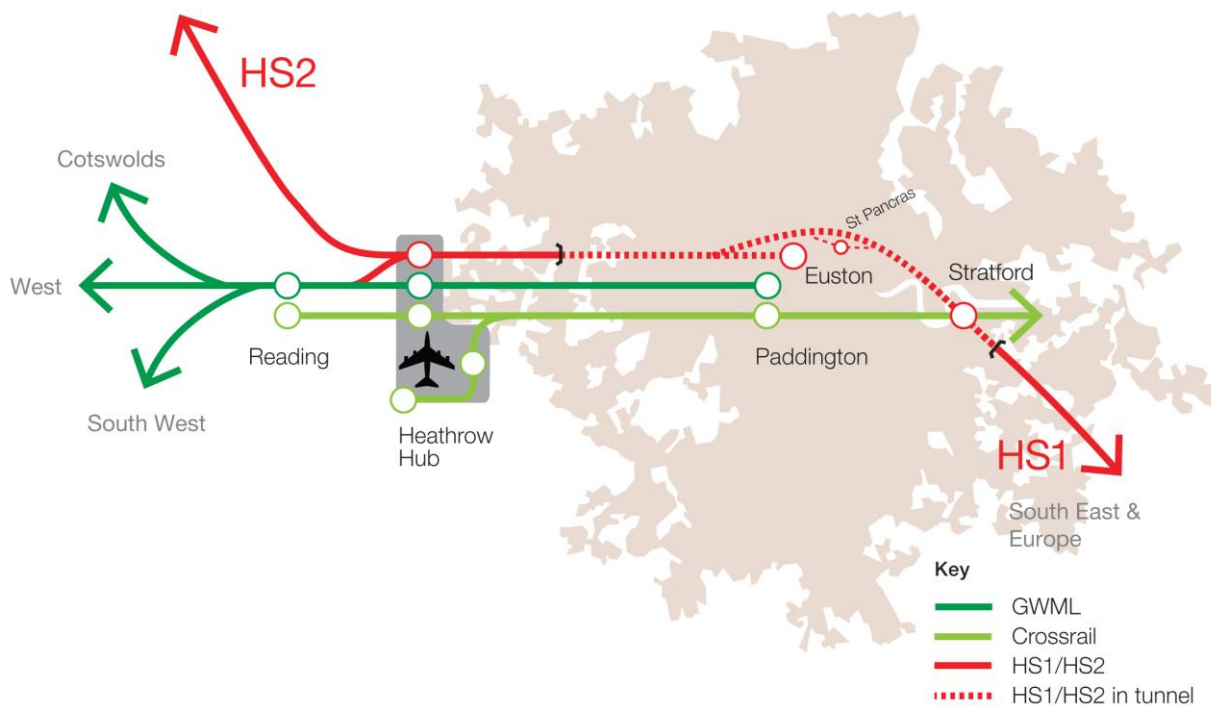 HS2
Cotswolds
St Pancras
West
Euston
Stratford
Reading
Paddington
South West
Heathrow
Hub
HS1
South East &
Europe
Key
GWML
Crossrail
HS1/HS2
HS1/HS2 in tunnel